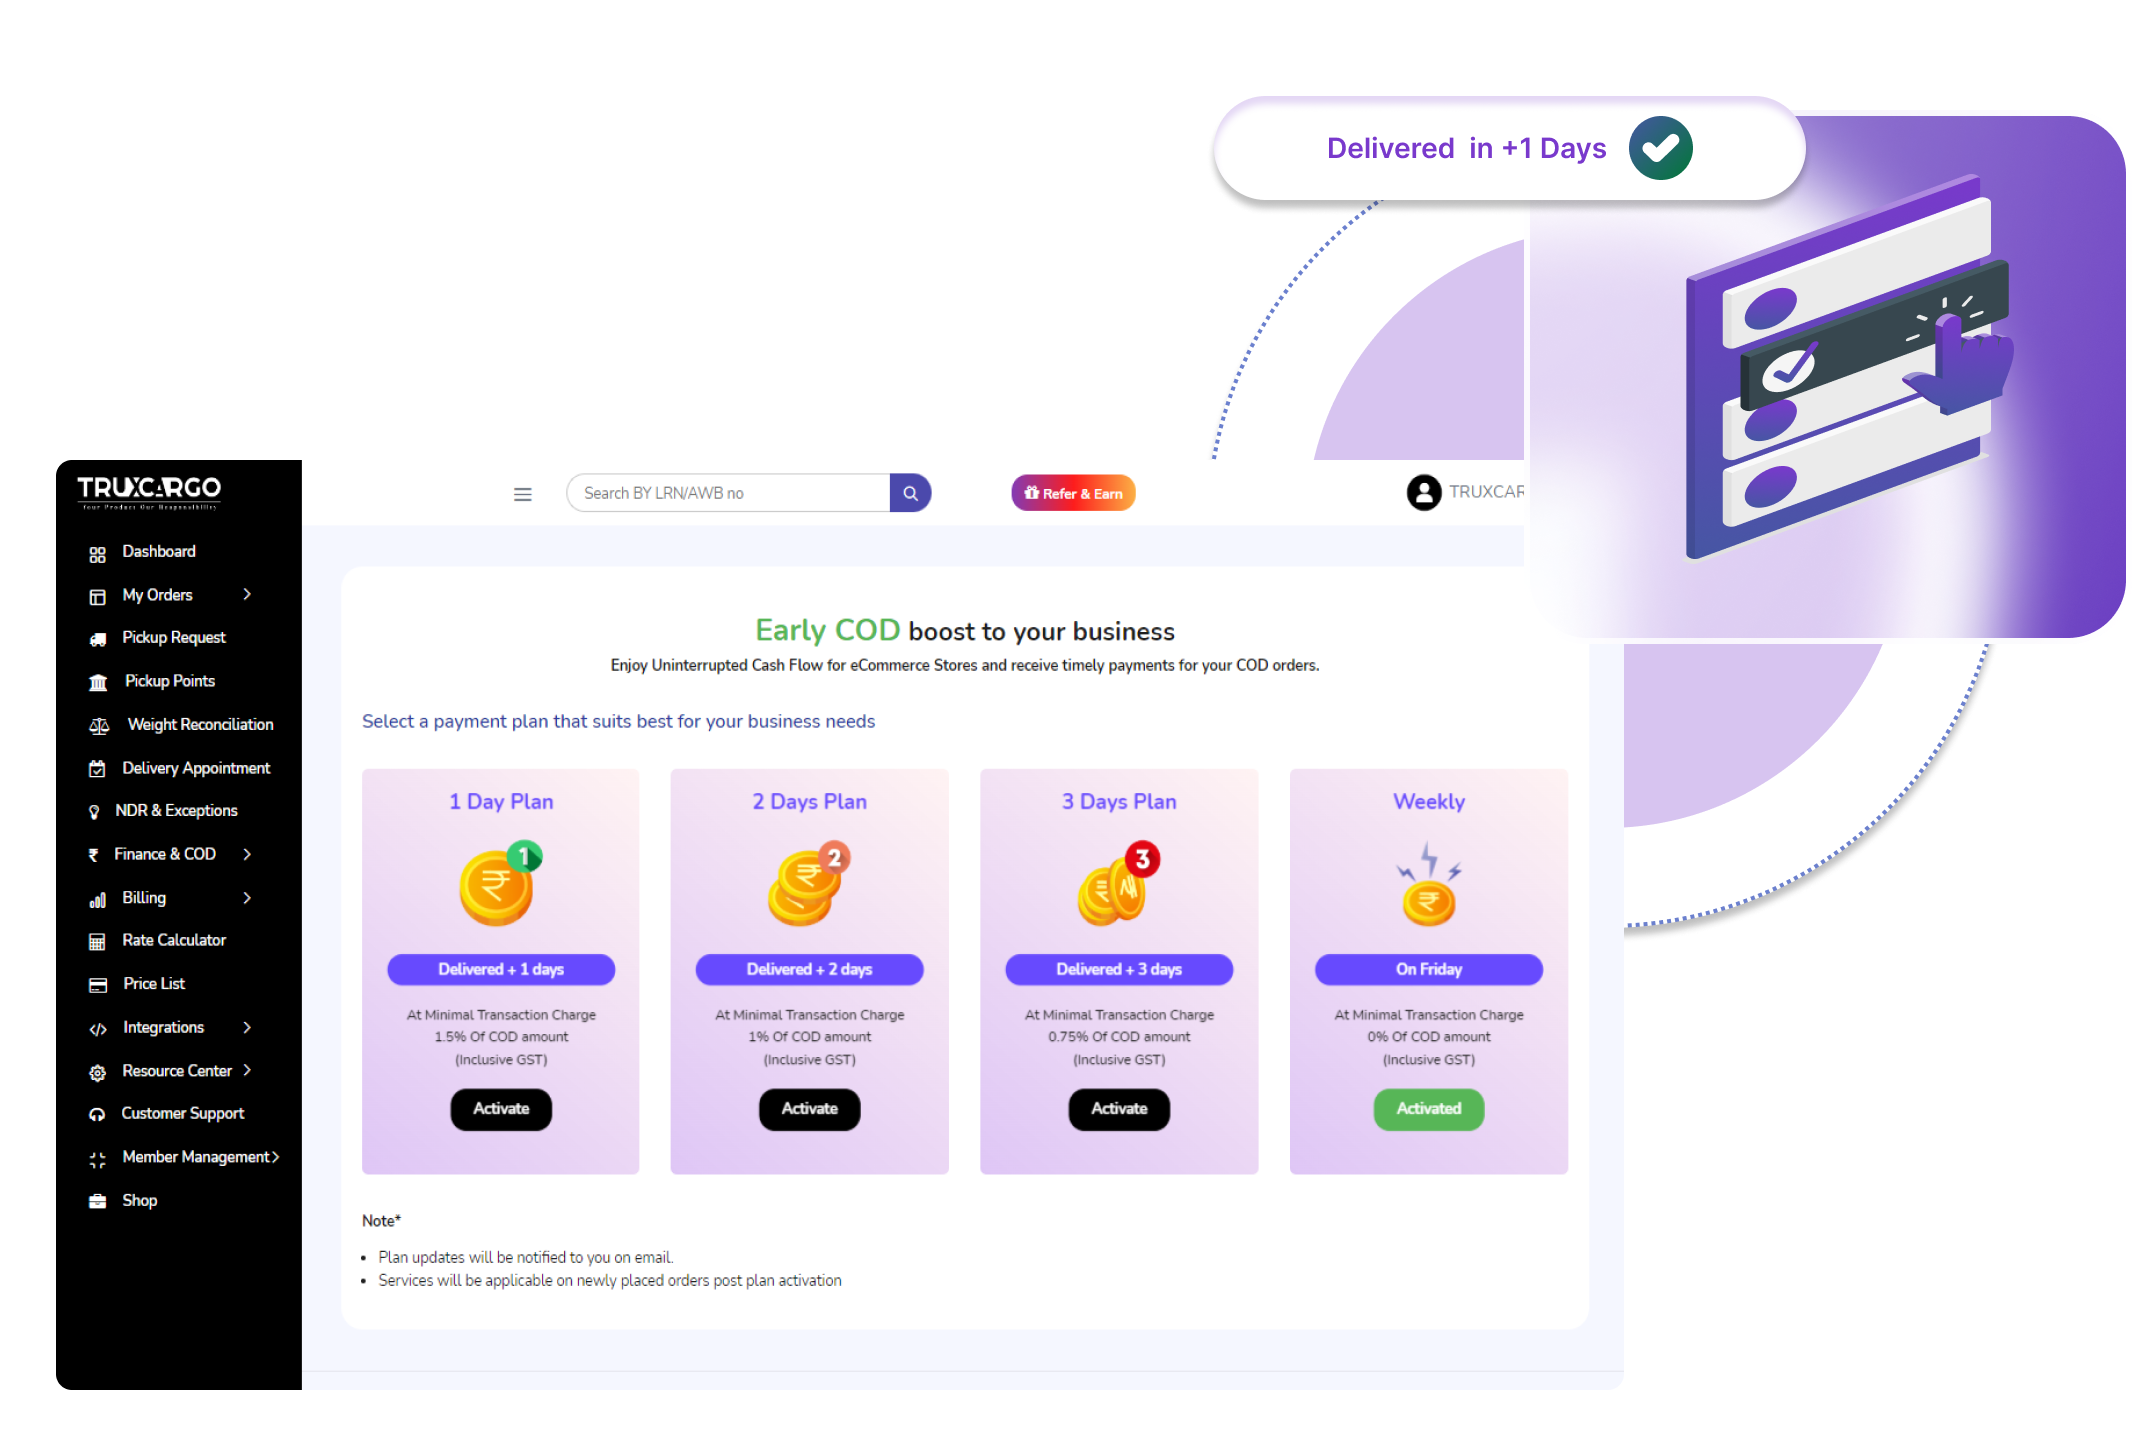 Delivered in +1 Days
TRUXCARGO
Your Product Our Responsibility
Search BY LRN/AWB no
Refer & Earn
TRUXCAR
Dashboard
My Orders
Pickup Request
Pickup Points
Weight Reconciliation
Delivery Appointment
NDR & Exceptions
Finance & COD
Billing
Rate Calculator
Price List
Integrations
Resource Center
Customer Support
Member Management
Shop
Early COD boost to your business
Enjoy Uninterrupted Cash Flow for eCommerce Stores and receive timely payments for your COD orders.
Select a payment plan that suits best for your business needs
1 Day Plan
1
Delivered + 1 days
At Minimal Transaction Charge
1.5% Of COD amount
(Inclusive GST)
Activate
2 Days Plan
2
Delivered + 2 days
At Minimal Transaction Charge
1% Of COD amount
(Inclusive GST)
Activate
3 Days Plan
3
Delivered + 3 days
At Minimal Transaction Charge
0.75% Of COD amount
(Inclusive GST)
Activate
Weekly
On Friday
At Minimal Transaction Charge
0% Of COD amount
(Inclusive GST)
Activated
Note*
• Plan updates will be notified to you on email.
• Services will be applicable on newly placed orders post plan activation